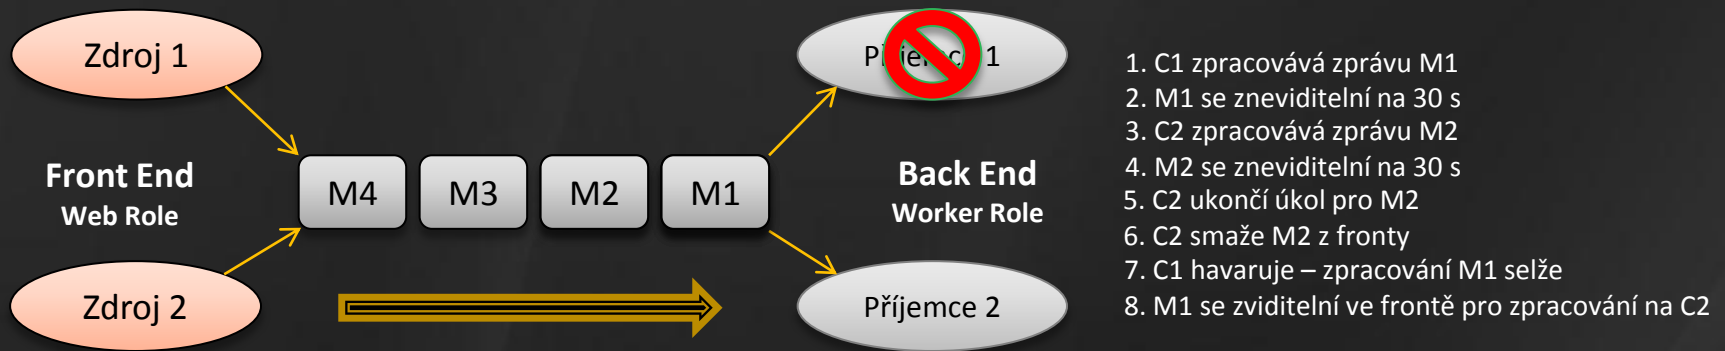 Zdroj 1
Front End
Web Role
Zdroj 2
M4
M3
M2
M1
1
Back End
Worker Role
Příjemce 2
1. C1 zpracovává zprávu M1
2. M1 se zneviditelní na 30 s
3. C2 zpracovává zprávu M2
4. M2 se zneviditelní na 30 s
5. C2 ukončí úkol pro M2
6. C2 smaže M2 z fronty
7. C1 havaruje – zpracování M1 selže
8. M1 se zviditelní ve frontě pro zpracování na C2